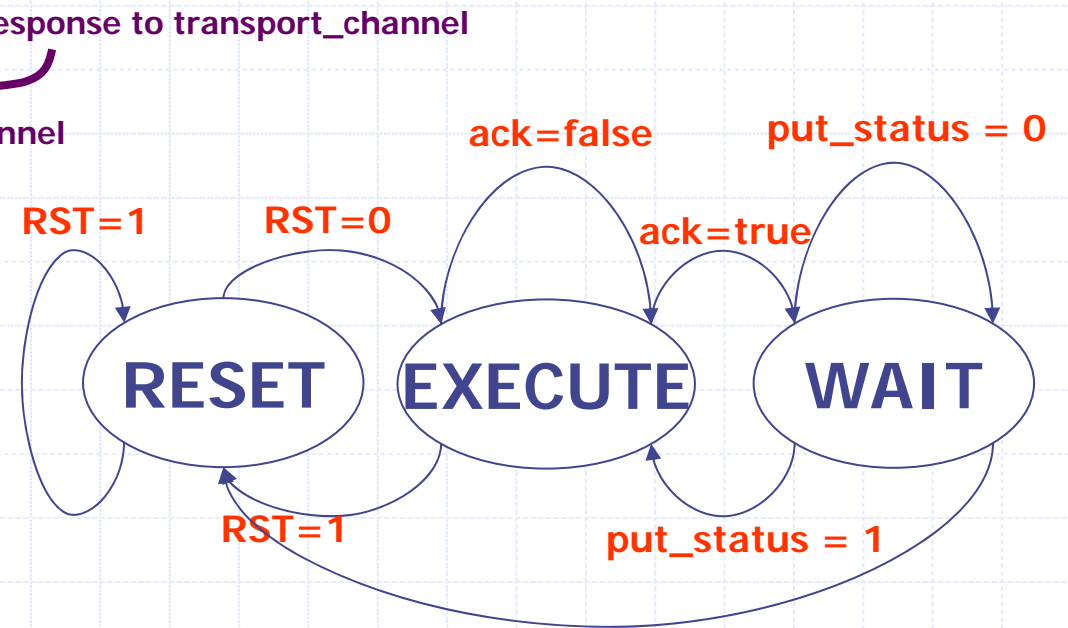 response to transport_channel
nnel
ack=false
put_status = 0
RST=1
RST=0
ack=true
RESET
EXECUTE
WAIT
RST=1
put_status = 1